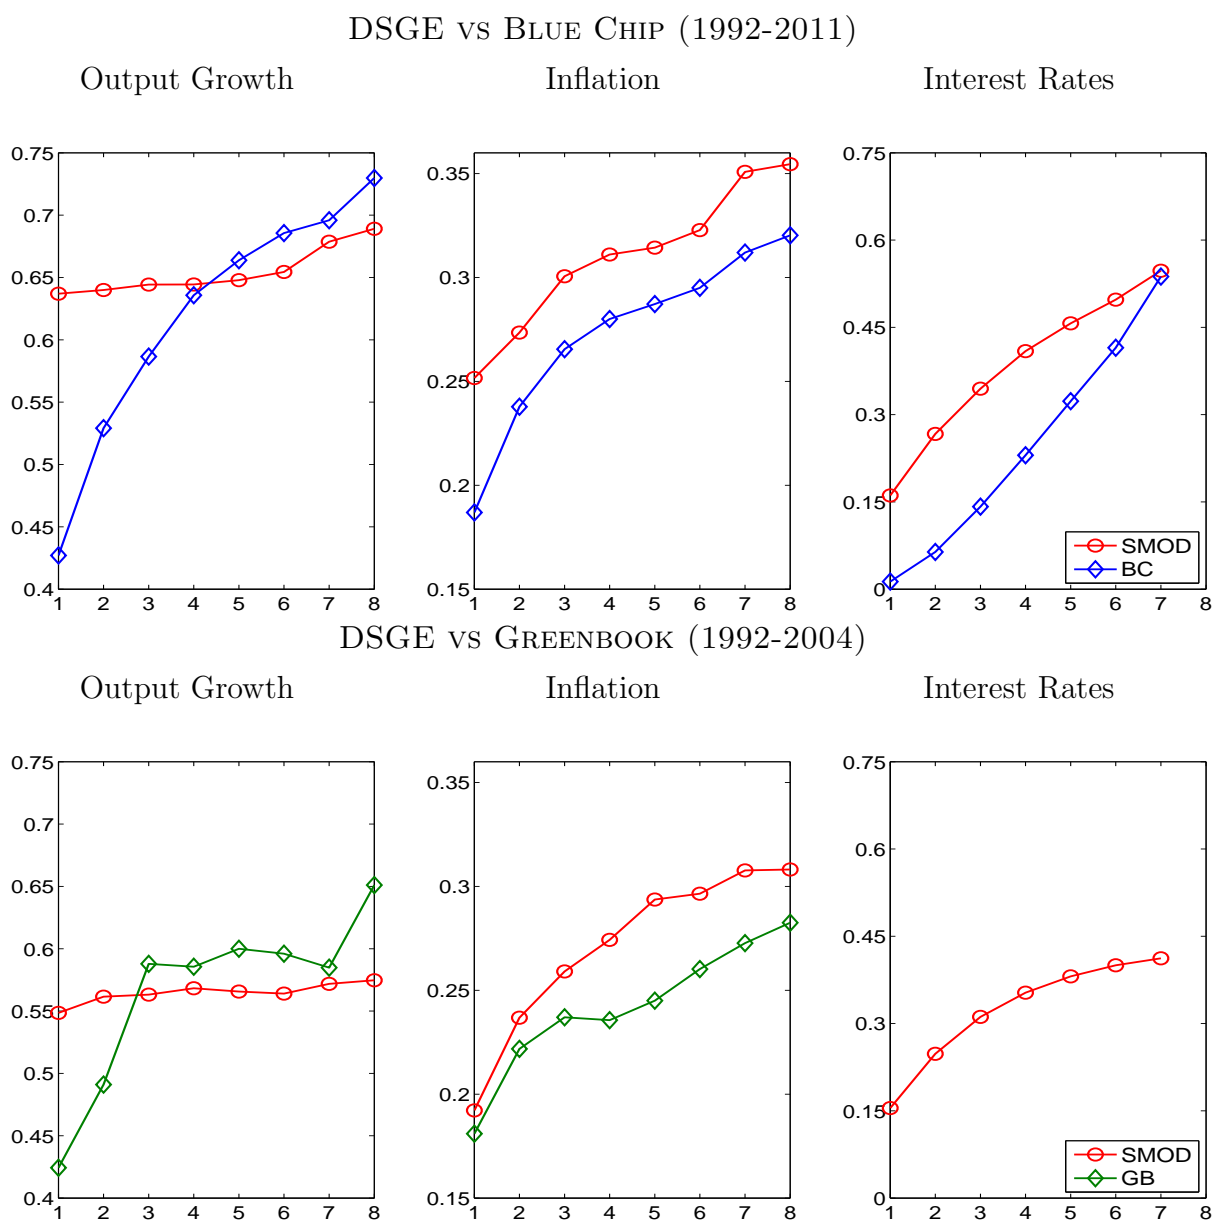 DSGE VS BLUE CHIP (1992-2011)
Output Growth
Inflation
Interest Rates
0.75
0.7
0.65
0.6
0.55
0.5
0.45
0.4
1 2 3 4 5 6 7 8
0.35
0.3
0.25
0.2
0.15
1 2 3 4 5 6 7 8
0.75
0.6
0.45
0.3
0.15
0
1 2 3 4 5 6 7 8
SMOD
BC
DSGE VS GREENBOOK (1992-2004)
Output Growth
Inflation
Interest Rates
0.75
0.7
0.65
0.6
0.55
0.5
0.45
0.4
1 2 3 4 5 6 7 8
0.35
0.3
0.25
0.2
0.15
1 2 3 4 5 6 7 8
0.75
0.6
0.45
0.3
0.15
0
1 2 3 4 5 6 7 8
SMOD
GB